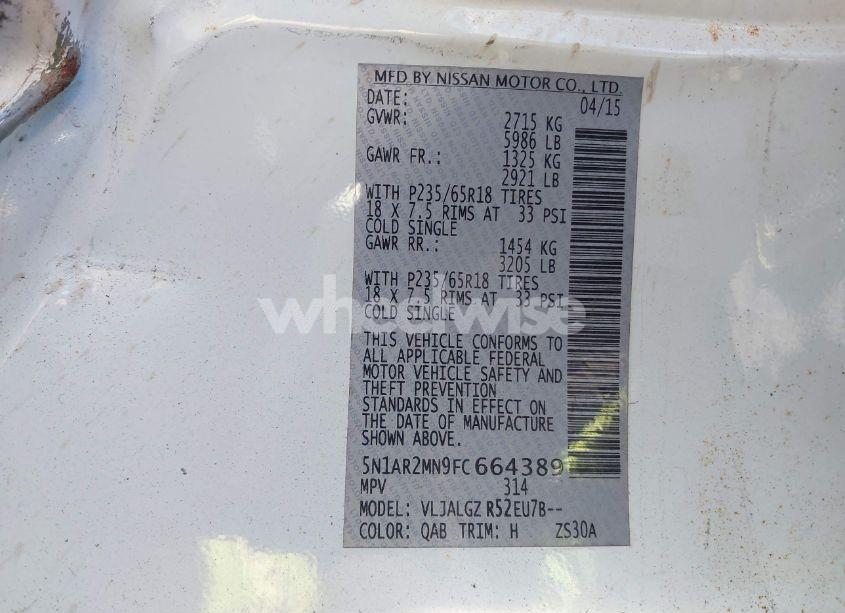 MFD BY NISSAN MOTOR CO., LTD.
DATE: 04/15
GVWR: 2715 KG
5986 LB
GAWR FR.: 1325 KG
2921 LB
WITH P235/65R18 TIRES
18 X 7.5 RIMS AT 33 PSI
COLD SINGLE
GAWR RR.: 1454 KG
3205 LB
WITH P235/65R18 TIRES
18 X 7.5 RIMS AT 33 PSI
COLD SINGLE
wheelwise
THIS VEHICLE CONFORMS TO
ALL APPLICABLE FEDERAL
MOTOR VEHICLE SAFETY AND
THEFT PREVENTION
STANDARDS IN EFFECT ON
THE DATE OF MANUFACTURE
SHOWN ABOVE.
5N1AR2MN9FC664389
MPV 314
MODEL: VLJALGZ R52EU7B--
COLOR: QAB TRIM: H ZS30A